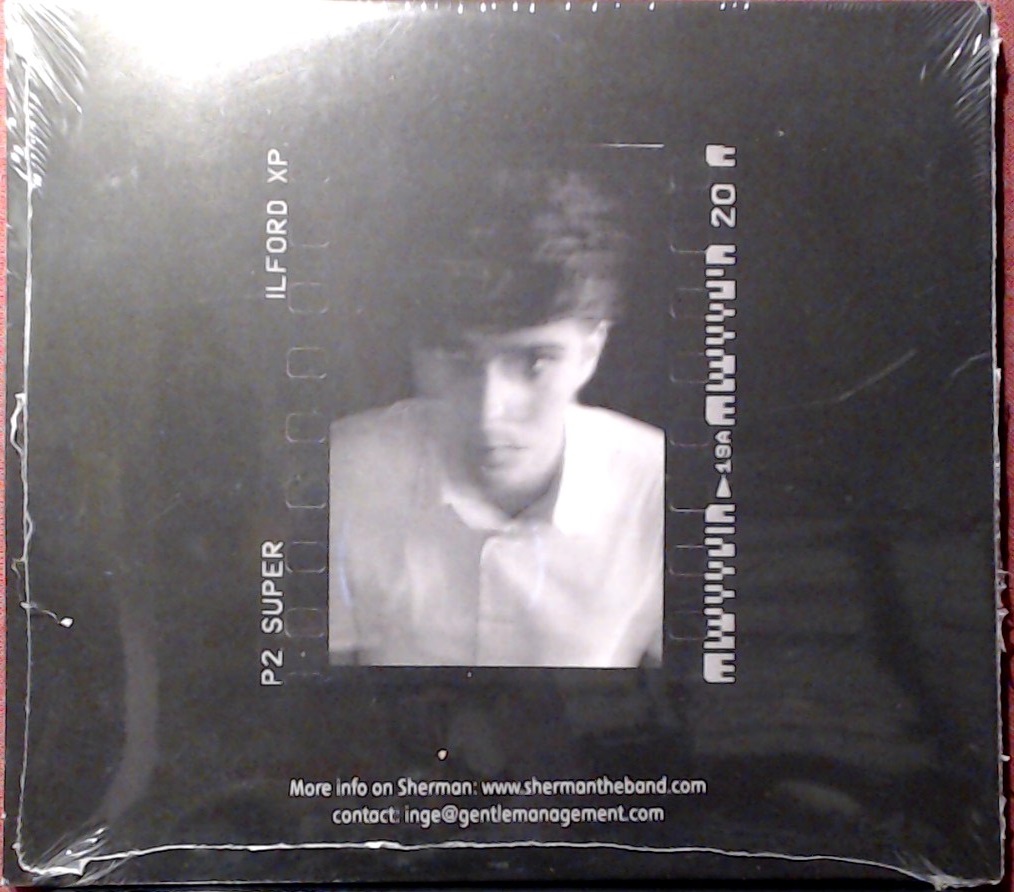 ILFORD XP
P2 SUPER
20
19A
More info on Sherman: www.shermantheband.com
contact: inge@gentlemanagement.com